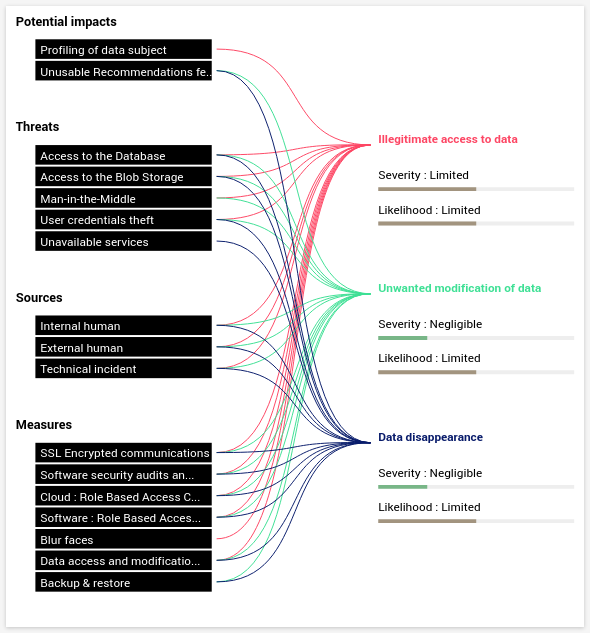 Potential impacts
Profiling of data subject
Unusable Recommendations fe..
Threats
Access to the Database
Access to the Blob Storage
Man-in-the-Middle
User credentials theft
Unavailable services
Sources
Internal human
External human
Technical incident
Measures
SSL Encrypted communications
Software security audits an...
Cloud : Role Based Access C...
Software : Role Based Acces...
Blur faces
Data access and modificatio...
Backup & restore
Illegitimate access to data
Severity : Limited
Likelihood : Limited
Unwanted modification of data
Severity : Negligible
Likelihood : Limited
Data disappearance
Severity : Negligible
Likelihood : Limited